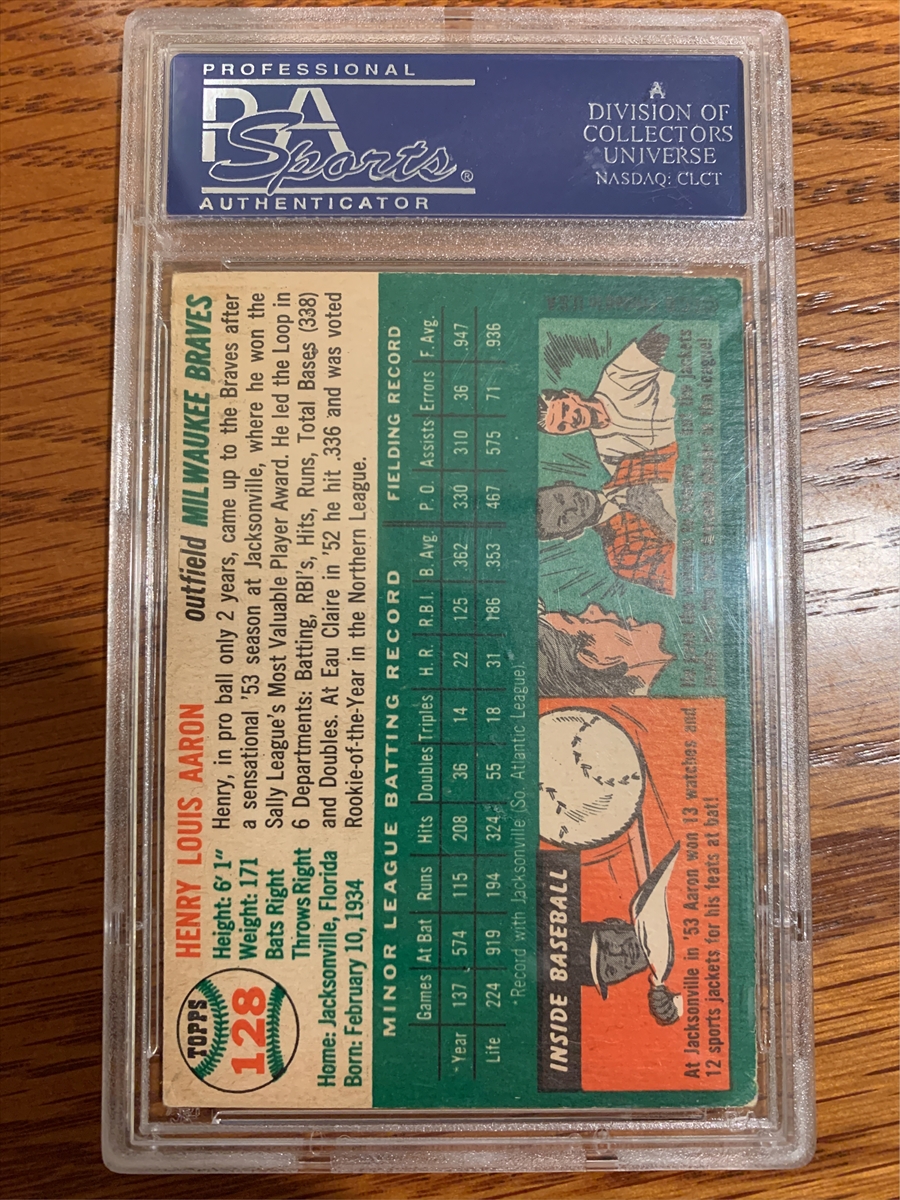 PROFESSIONAL
PSA
Sports®
AUTHENTICATOR
A
DIVISION OF
COLLECTORS
UNIVERSE
NASDAQ: CLCT
TOPPS
128
HENRY LOUIS AARON
outfield MILWAUKEE BRAVES
Height: 6'1"
Weight: 171
Bats Right
Throws Right
Home: Jacksonville, Florida
Born: February 10, 1934
Henry, in pro ball only 2 years, came up to the Braves after
a sensational '53 season at Jacksonville, where he won the
Sally League's Most Valuable Player Award. He led the Loop in
6 Departments: Batting, RBI's, Hits, Runs, Total Bases (338)
and Doubles. At Eau Claire in '52 he hit .336 and was voted
Rookie-of-the-Year in the Northern League.
MINOR LEAGUE BATTING RECORD FIELDING RECORD
Games At Bat Runs Hits Doubles Triples H. R. R.B.I. B. Avg. P. O. Assists Errors F. Avg.
*Year 137 574 115 208 36 14 22 125 .362 330 310 36 .947
Life 224 919 194 324 55 18 31 186 .353 467 575 71 .936
*Record with Jacksonville (So. Atlantic League).
INSIDE BASEBALL
At Jacksonville in '53 Aaron won 13 watches and
12 sports jackets for his feats at bat!
jackets
league!